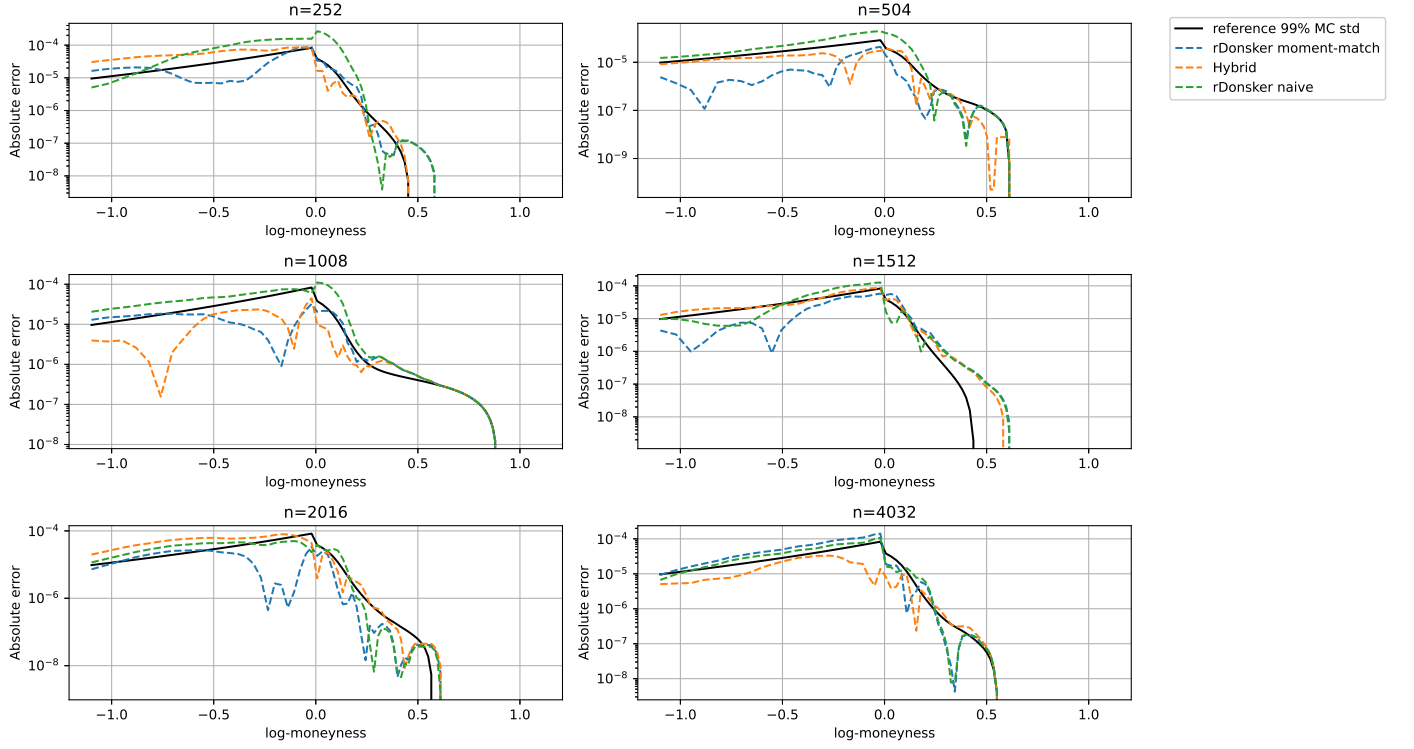 n=252
10⁻⁴
10⁻⁵
10⁻⁶
10⁻⁷
10⁻⁸
Absolute error
−1.0 −0.5 0.0 0.5 1.0
log-moneyness
n=504
10⁻⁵
10⁻⁷
10⁻⁹
Absolute error
−1.0 −0.5 0.0 0.5 1.0
log-moneyness
reference 99% MC std
rDonsker moment-match
Hybrid
rDonsker naive
n=1008
10⁻⁴
10⁻⁵
10⁻⁶
10⁻⁷
10⁻⁸
Absolute error
−1.0 −0.5 0.0 0.5 1.0
log-moneyness
n=1512
10⁻⁴
10⁻⁵
10⁻⁶
10⁻⁷
10⁻⁸
Absolute error
−1.0 −0.5 0.0 0.5 1.0
log-moneyness
n=2016
10⁻⁴
10⁻⁶
10⁻⁸
Absolute error
−1.0 −0.5 0.0 0.5 1.0
log-moneyness
n=4032
10⁻⁴
10⁻⁵
10⁻⁶
10⁻⁷
10⁻⁸
Absolute error
−1.0 −0.5 0.0 0.5 1.0
log-moneyness